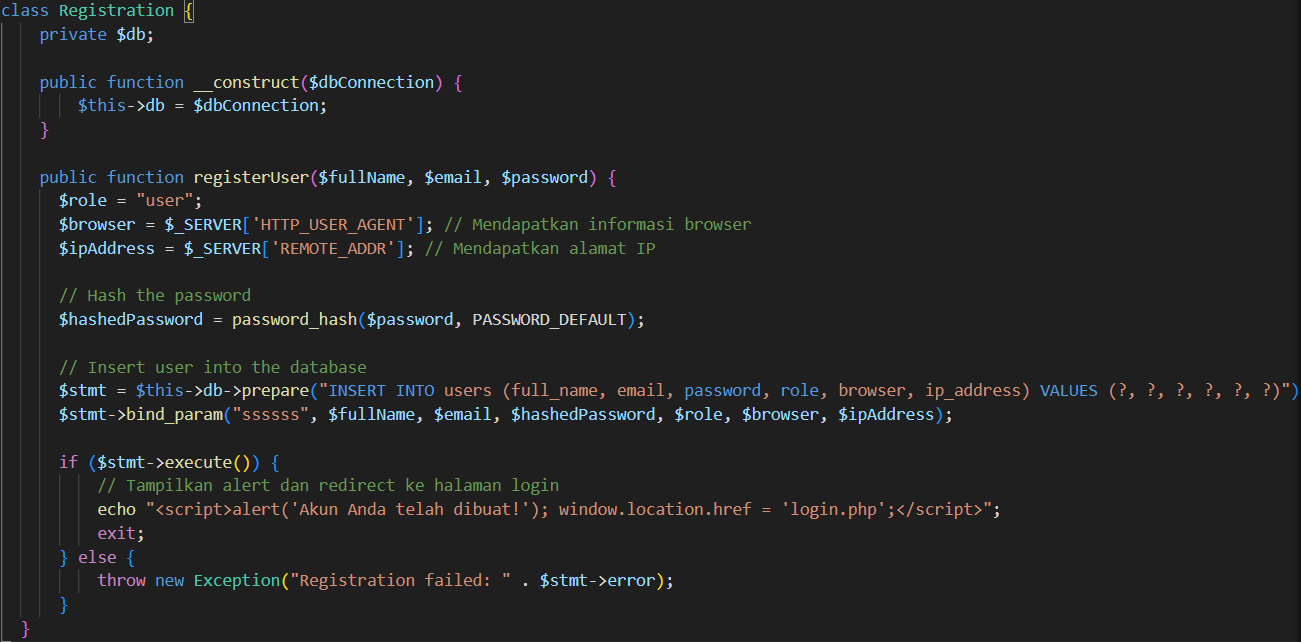 class Registration {
    private $db;

    public function __construct($dbConnection) {
        $this->db = $dbConnection;
    }

    public function registerUser($fullName, $email, $password) {
        $role = "user";
        $browser = $_SERVER['HTTP_USER_AGENT']; // Mendapatkan informasi browser
        $ipAddress = $_SERVER['REMOTE_ADDR']; // Mendapatkan alamat IP

        // Hash the password
        $hashedPassword = password_hash($password, PASSWORD_DEFAULT);

        // Insert user into the database
        $stmt = $this->db->prepare("INSERT INTO users (full_name, email, password, role, browser, ip_address) VALUES (?, ?, ?, ?, ?, ?)")
        $stmt->bind_param("ssssss", $fullName, $email, $hashedPassword, $role, $browser, $ipAddress);

        if ($stmt->execute()) {
            // Tampilkan alert dan redirect ke halaman login
            echo "<script>alert('Akun Anda telah dibuat!'); window.location.href = 'login.php';</script>";
            exit;
        } else {
            throw new Exception("Registration failed: " . $stmt->error);
        }
    }